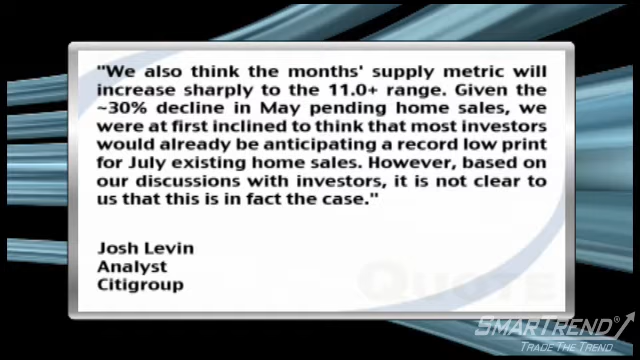 "We also think the months' supply metric will
increase sharply to the 11.0+ range. Given the
~30% decline in May pending home sales, we
were at first inclined to think that most investors
would already be anticipating a record low print
for July existing home sales. However, based on
our discussions with investors, it is not clear to
us that this is in fact the case."
Josh Levin
Analyst
Citigroup
QUOTE
SMARTREND®
TRADE THE TREND